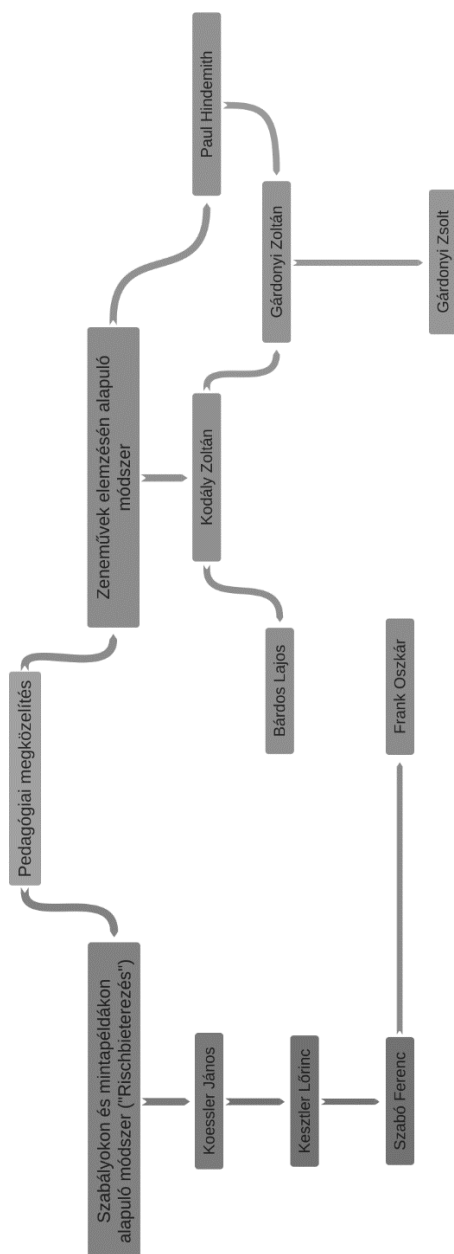 Pedagógiai megközelítés
Szabályokon és mintapéldákon
alapuló módszer ("Rischbieterezés")
Zeneművek elemzésén alapuló
módszer
Koessler János
Kodály Zoltán
Paul Hindemith
Kesztler Lőrinc
Bárdos Lajos
Gárdonyi Zoltán
Szabó Ferenc
Frank Oszkár
Gárdonyi Zsolt